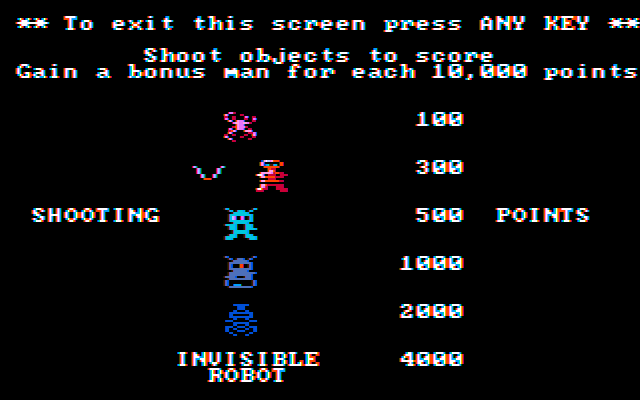 ** To exit this screen press ANY KEY **
Shoot objects to score
Gain a bonus man for each 10,000 points
100
300
SHOOTING 500 POINTS
1000
2000
INVISIBLE 4000
ROBOT